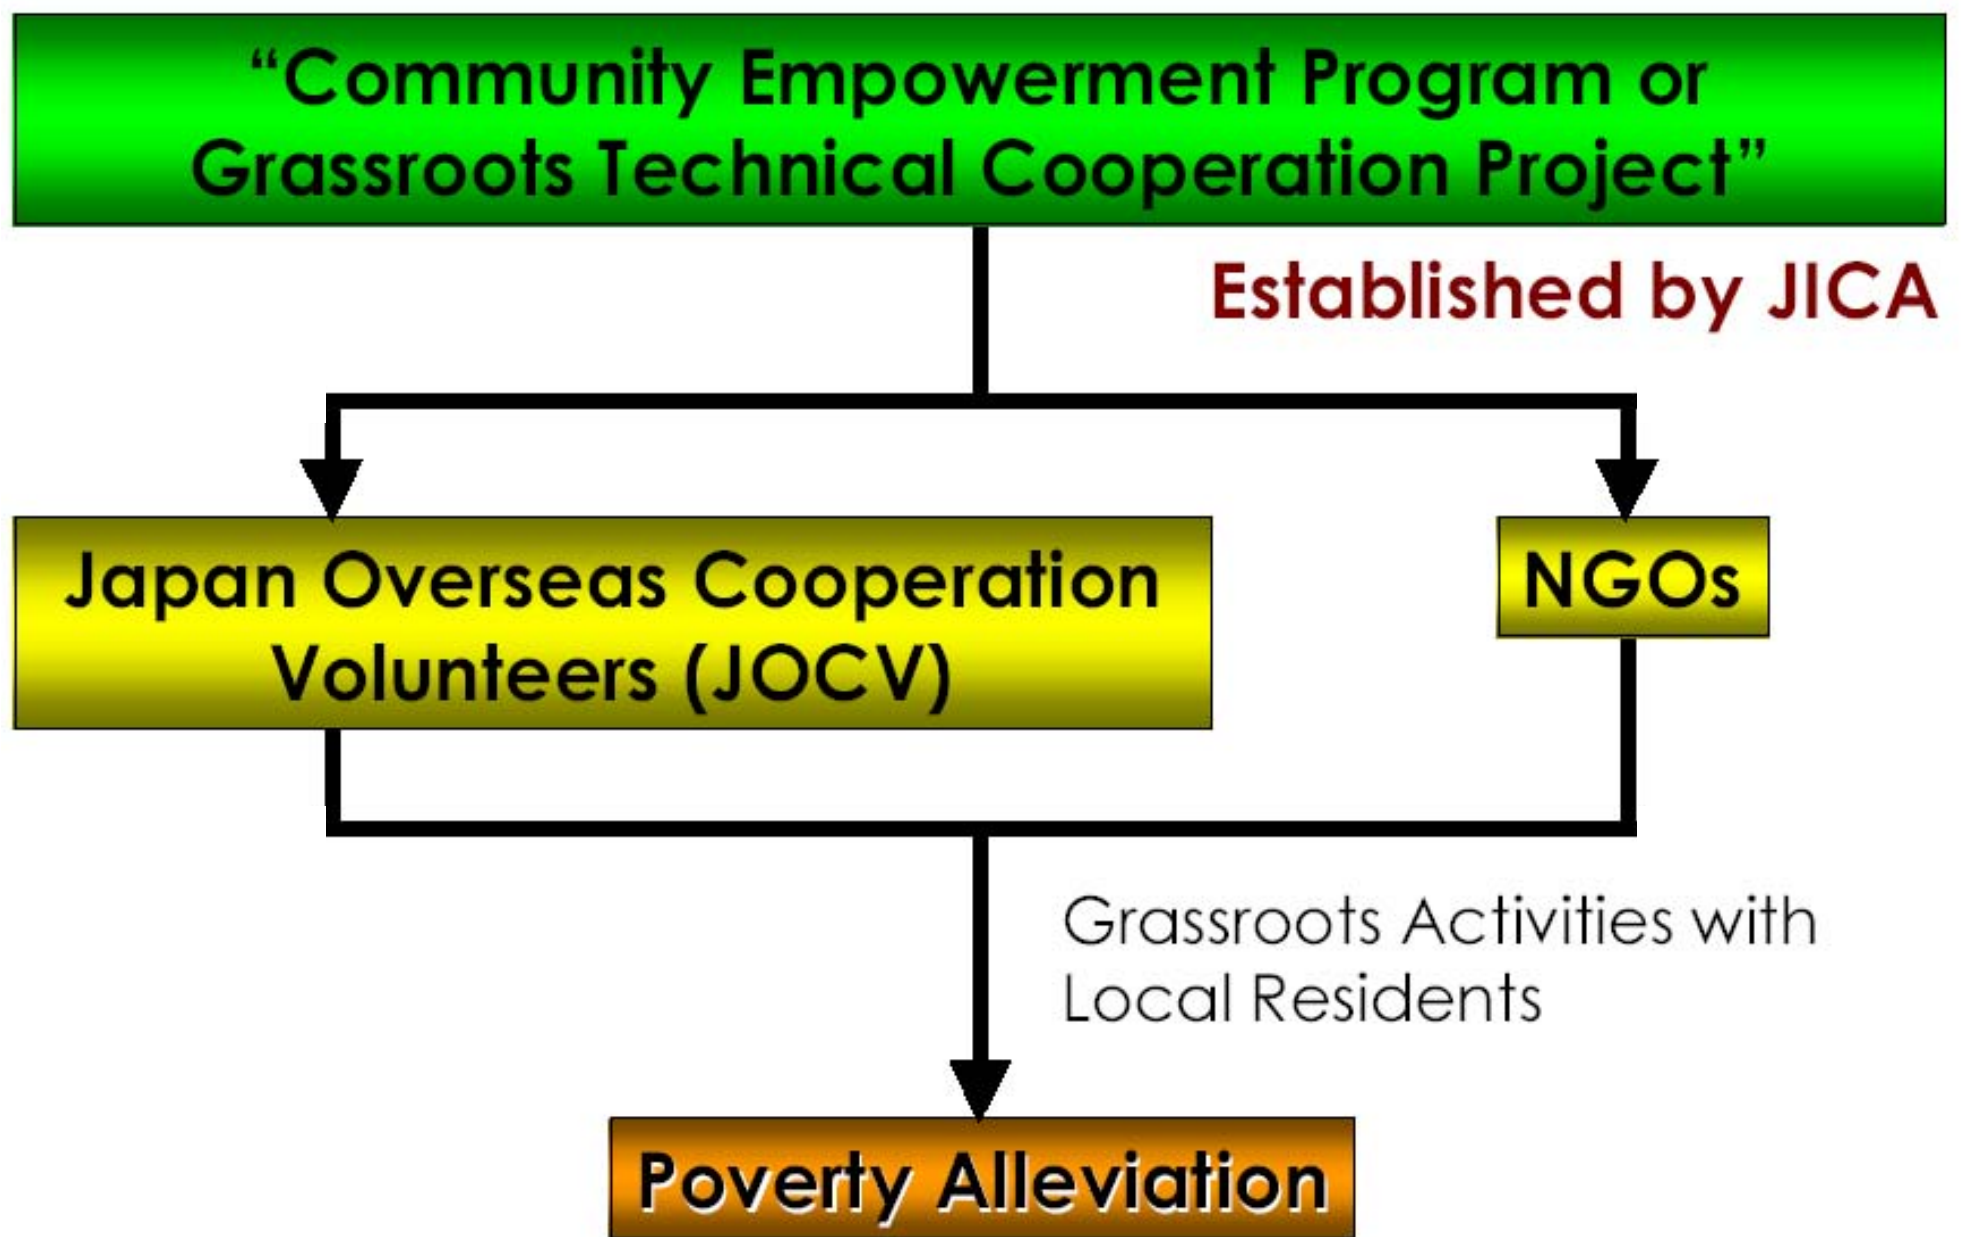 “Community Empowerment Program or
Grassroots Technical Cooperation Project”
Established by JICA
Japan Overseas Cooperation
Volunteers (JOCV)
NGOs
Grassroots Activities with
Local Residents
Poverty Alleviation